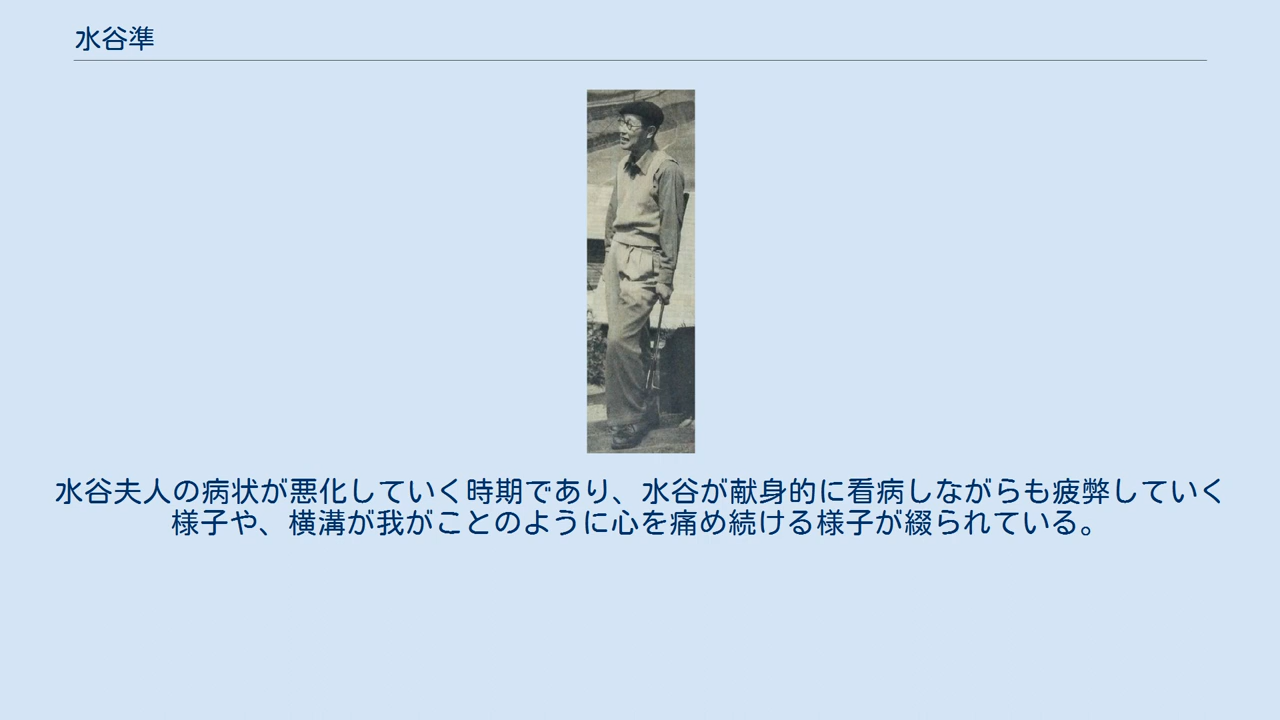 水谷準
水谷夫人の病状が悪化していく時期であり、水谷が献身的に看病しながらも疲弊していく
様子や、横溝が我がことのように心を痛め続ける様子が綴られている。